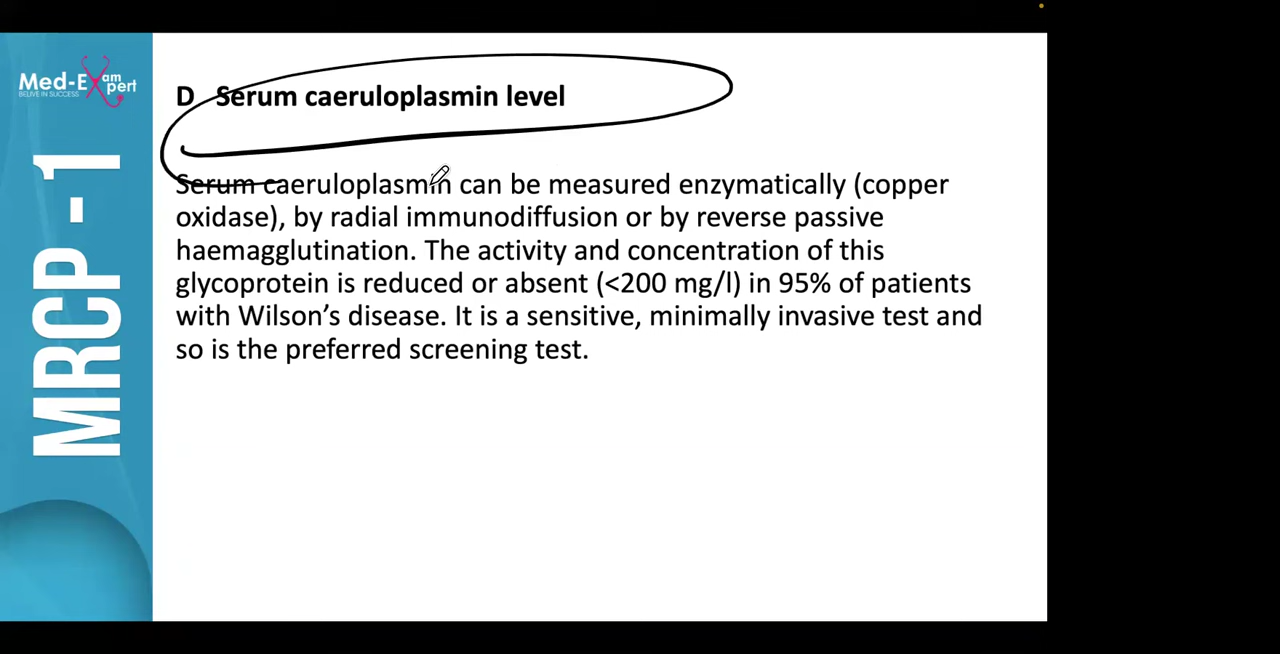 Med-Exam Expert
BELIVE IN SUCCESS
MRCP - 1
D Serum caeruloplasmin level
Serum caeruloplasmin can be measured enzymatically (copper
oxidase), by radial immunodiffusion or by reverse passive
haemagglutination. The activity and concentration of this
glycoprotein is reduced or absent (<200 mg/l) in 95% of patients
with Wilson’s disease. It is a sensitive, minimally invasive test and
so is the preferred screening test.